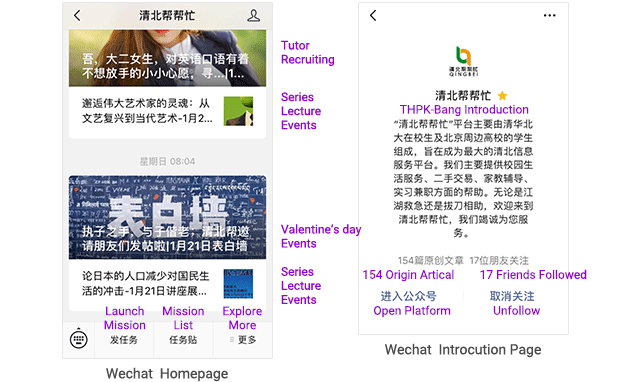 清北帮帮忙
吾，大二女生，对英语口语有着
不想放手的小小心愿。寻...|1...
Tutor
Recruiting
邂逅伟大艺术家的灵魂：从
文艺复兴到当代艺术-1月2...
Series
Lecture
Events
星期日 08:04
表白墙
执子之手，与子偕老；清北帮邀
请朋友们发帖啦|1月21日表白墙
Valentine's day
Events
论日本的人口减少对国民生
活的冲击-1月21日讲座展...
Series
Lecture
Events
Launch
Mission
Mission
List
Explore
More
发任务
任务贴
更多
Wechat Homepage
清北帮帮忙
QINGBEI
清北帮帮忙
THPK-Bang Introduction
“清北帮帮忙”平台主要由清华北
大在校生及北京周边高校的学生
组成，旨在成为最大的清北信息
服务平台。我们主要提供校园生
活服务、二手交易、家教辅导、
实习兼职方面的帮助。无论是江
湖救急还是拔刀相助，欢迎来到
清北帮帮忙，我们竭诚为您服
务。
154篇原创文章 17位朋友关注
154 Origin Artical 17 Friends Followed
进入公众号 取消关注
Open Platform Unfollow
Wechat Introcution Page